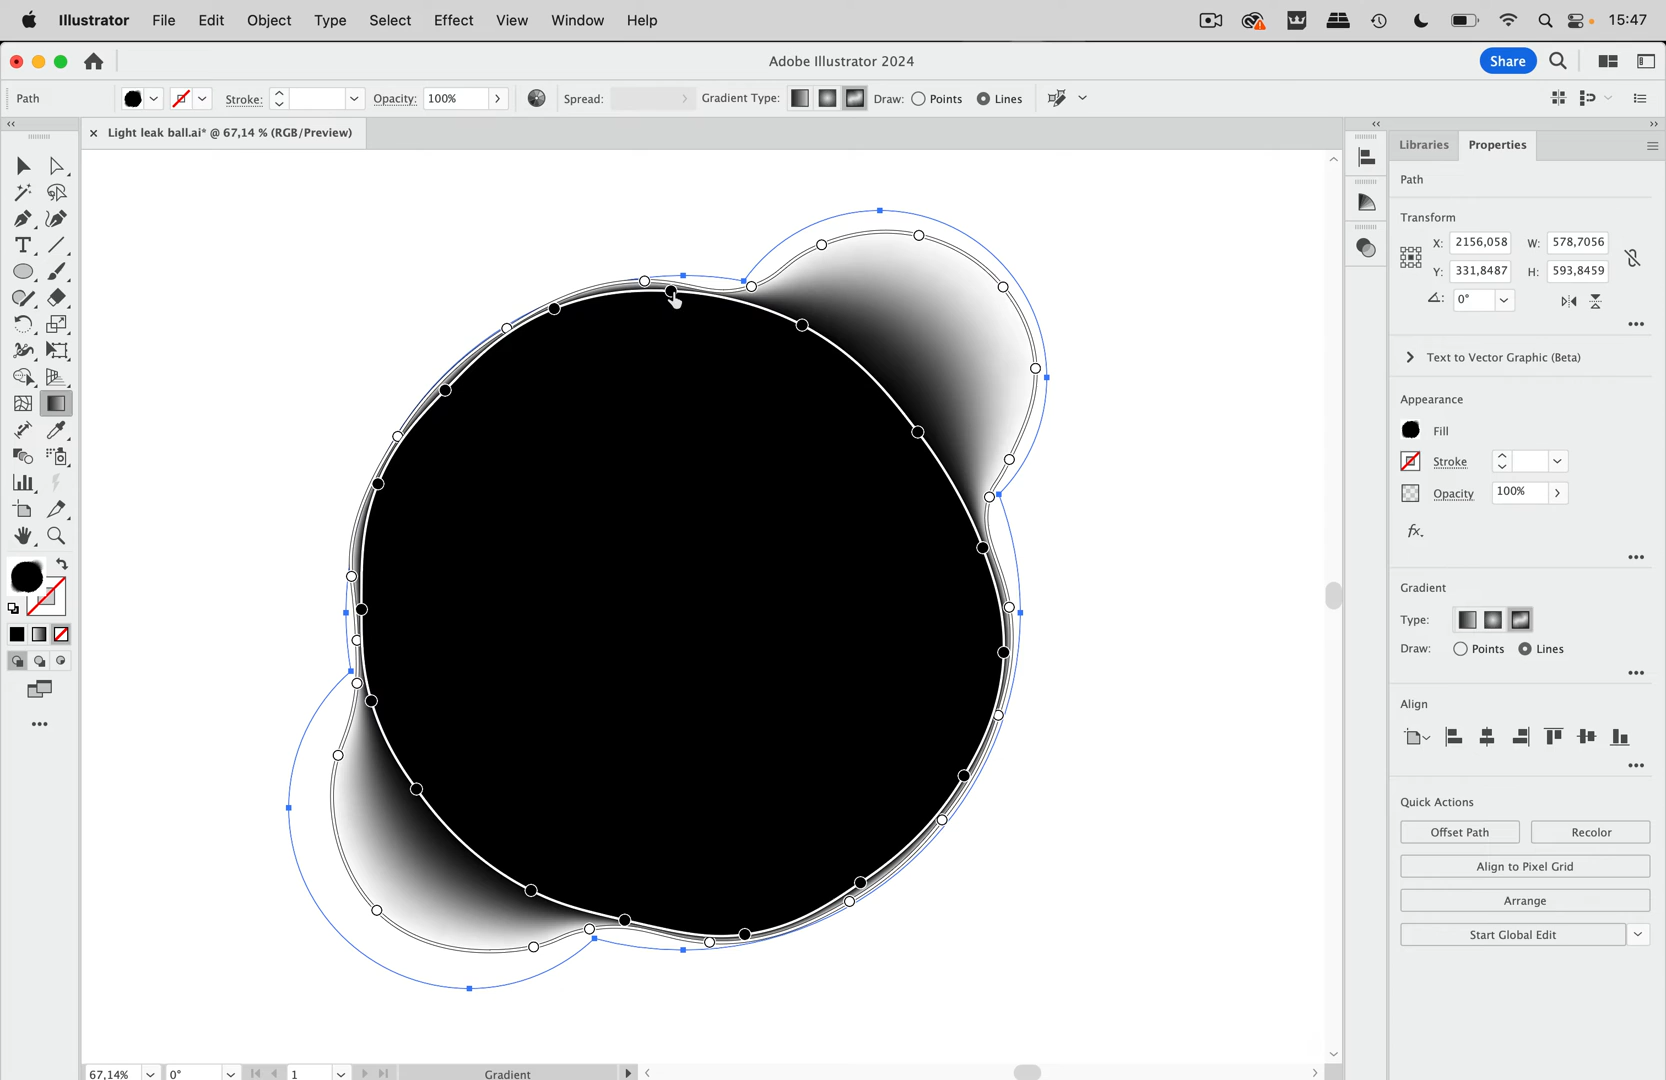 Illustrator File Edit Object Type Select Effect View Window Help 15:47
Adobe Illustrator 2024 Share
Path Stroke: Opacity: 100% Spread: Gradient Type: Draw: Points Lines
Light leak ball.ai* @ 67,14 % (RGB/Preview)
Libraries Properties
Path
Transform
X: 2156,058 W: 578,7056
Y: 331,8487 H: 593,8459
0°
Text to Vector Graphic (Beta)
Appearance
Fill
Stroke
Opacity 100%
fx.
Gradient
Type:
Draw: Points Lines
Align
Quick Actions
Offset Path Recolor
Align to Pixel Grid
Arrange
Start Global Edit
67,14% 0° 1 Gradient